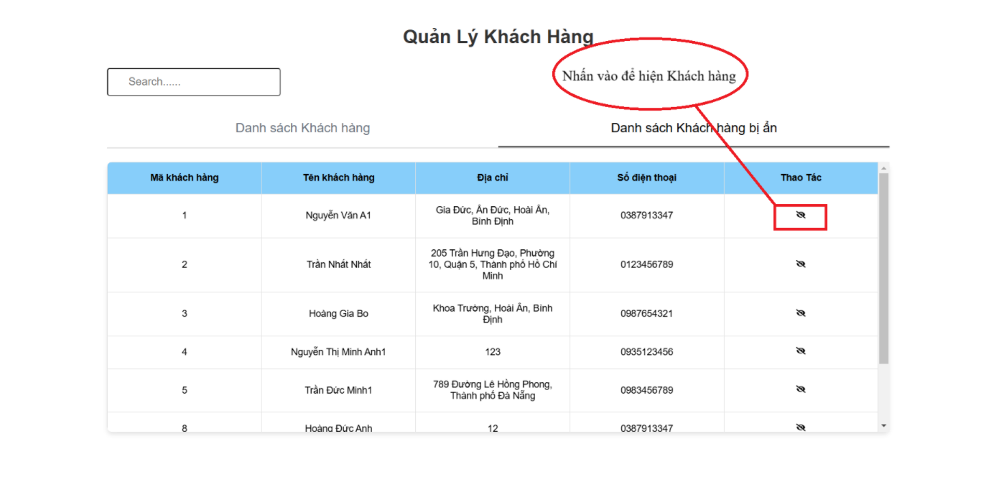 Quản Lý Khách Hàng
Search......
Nhấn vào để hiện Khách hàng
Danh sách Khách hàng
Danh sách Khách hàng bị ẩn
Mã khách hàng Tên khách hàng Địa chỉ Số điện thoại Thao Tác
1 Nguyễn Văn A1 Gia Đức, Ân Đức, Hoài Ân,
Bình Định 0387913347
2 Trần Nhất Nhất 205 Trần Hưng Đạo, Phường
10, Quận 5, Thành phố Hồ Chí
Minh 0123456789
3 Hoàng Gia Bo Khoa Trường, Hoài Ân, Bình
Định 0987654321
4 Nguyễn Thị Minh Anh1 123 0935123456
5 Trần Đức Minh1 789 Đường Lê Hồng Phong,
Thành phố Đà Nẵng 0983456789
8 Hoàng Đức Anh 12 0387913347